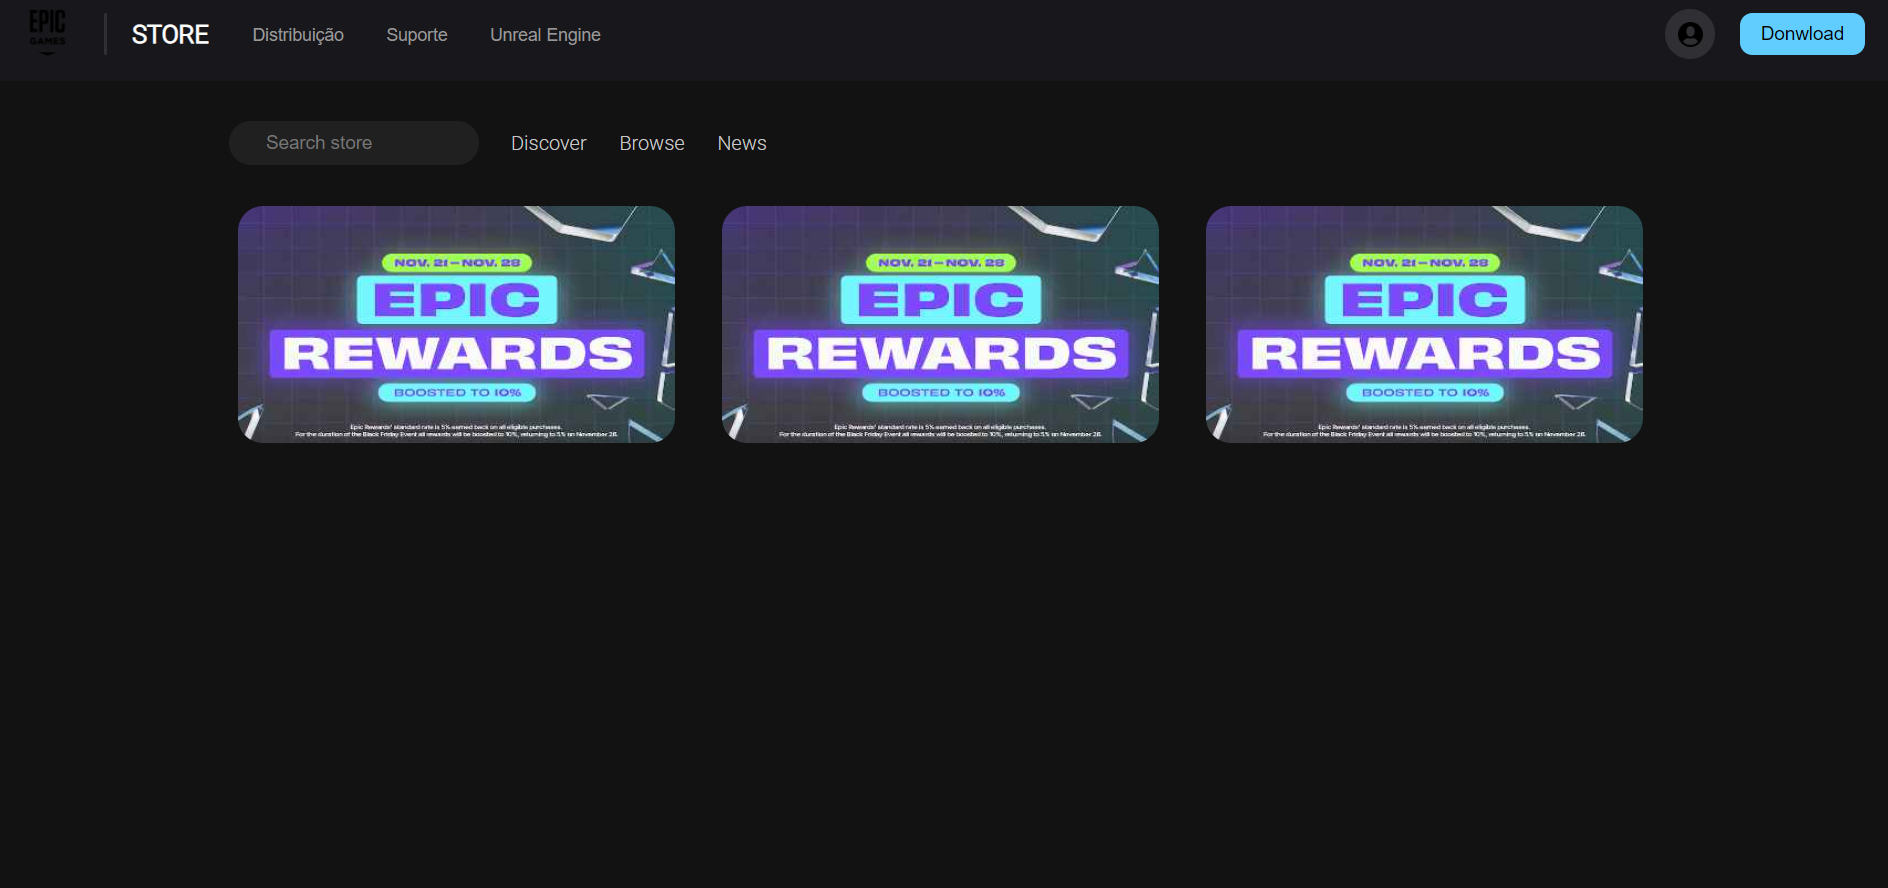 EPIC
GAMES
STORE
Distribuição
Suporte
Unreal Engine
Donwload
Search store
Discover
Browse
News
NOV. 21 – NOV. 28
EPIC
REWARDS
BOOSTED TO 10%
Epic Rewards' standard rate is 5% earned back on all eligible purchases.
For the duration of the Black Friday Event all rewards will be boosted to 10%, returning to 5% on November 28.
NOV. 21 – NOV. 28
EPIC
REWARDS
BOOSTED TO 10%
Epic Rewards' standard rate is 5% earned back on all eligible purchases.
For the duration of the Black Friday Event all rewards will be boosted to 10%, returning to 5% on November 28.
NOV. 21 – NOV. 28
EPIC
REWARDS
BOOSTED TO 10%
Epic Rewards' standard rate is 5% earned back on all eligible purchases.
For the duration of the Black Friday Event all rewards will be boosted to 10%, returning to 5% on November 28.